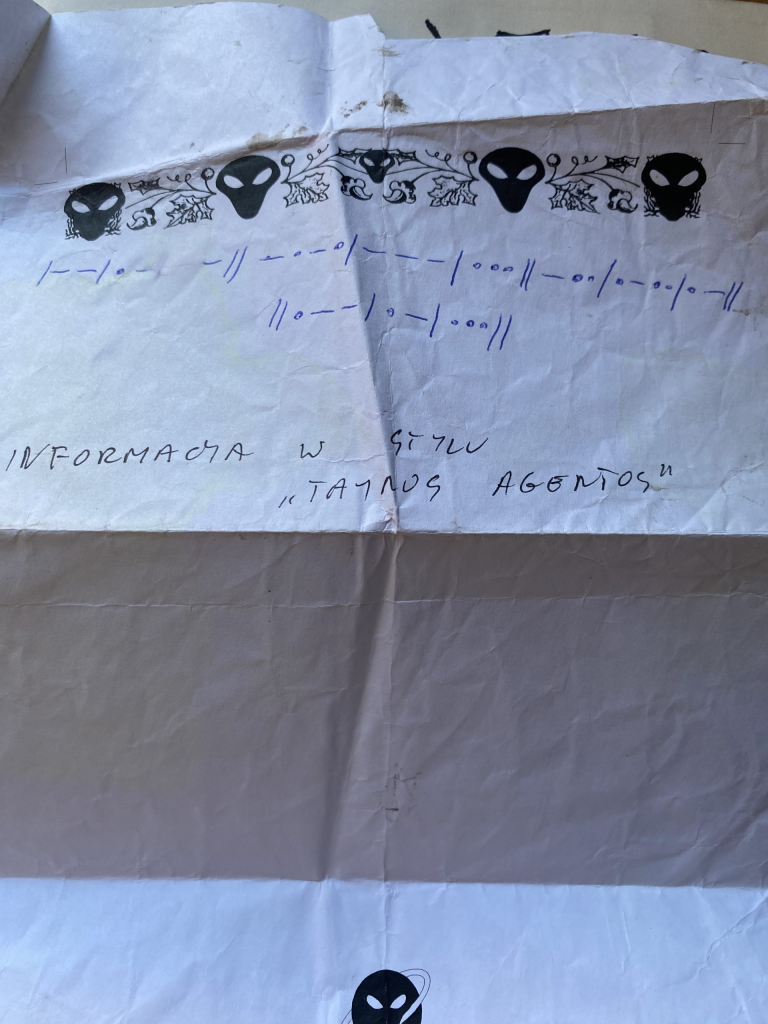 /−−/•− −// −•−•/−−−/•••//−••/•−••/•−//
//•−−/•−/•••//
INFORMACJA W STYLU
„TAJNOS AGENTOS"